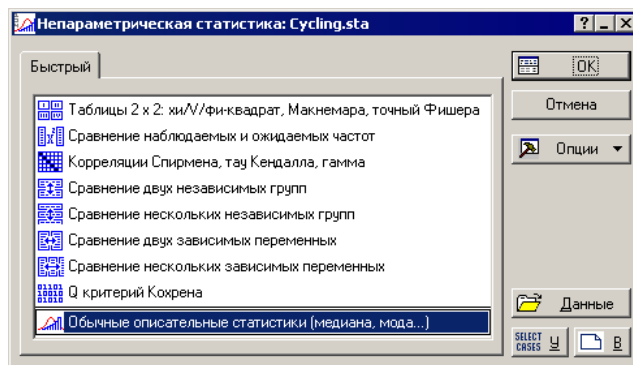 Непараметрическая статистика: Cycling.sta
Быстрый
OK
Таблицы 2 x 2: хи/V/фи-квадрат, Макнемара, точный Фишера
Отмена
Сравнение наблюдаемых и ожидаемых частот
Корреляции Спирмена, тау Кендалла, гамма
Опции
Сравнение двух независимых групп
Сравнение нескольких независимых групп
Сравнение двух зависимых переменных
Сравнение нескольких зависимых переменных
Q критерий Кохрена
Данные
Обычные описательные статистики (медиана, мода...)
SELECT CASES У В